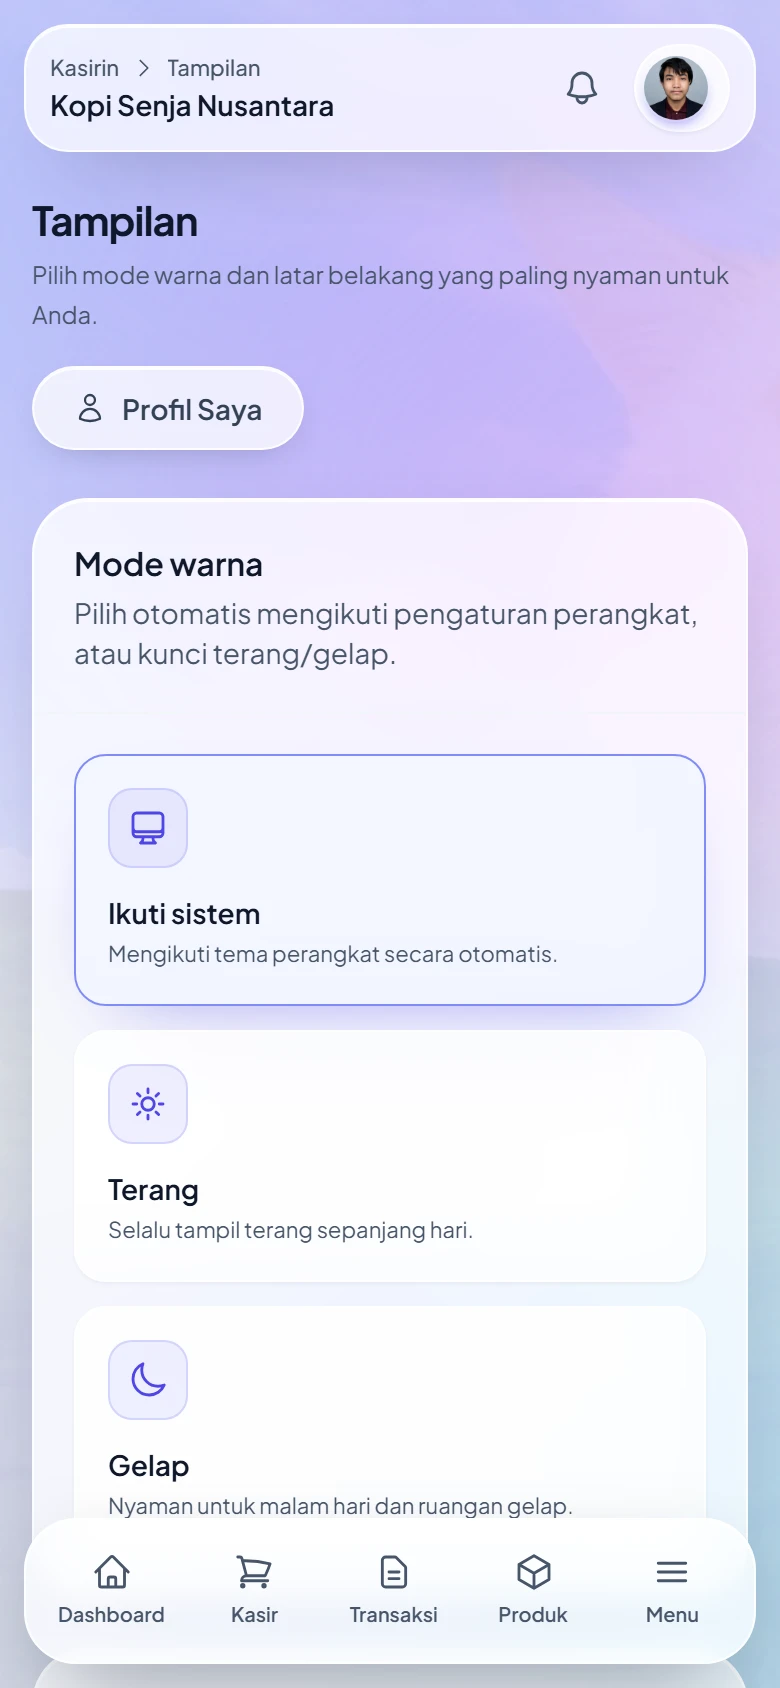 Kasirin > Tampilan
Kopi Senja Nusantara
Tampilan
Pilih mode warna dan latar belakang yang paling nyaman untuk
Anda.
Profil Saya
Mode warna
Pilih otomatis mengikuti pengaturan perangkat,
atau kunci terang/gelap.
Ikuti sistem
Mengikuti tema perangkat secara otomatis.
Terang
Selalu tampil terang sepanjang hari.
Gelap
Nyaman untuk malam hari dan ruangan gelap.
Dashboard
Kasir
Transaksi
Produk
Menu